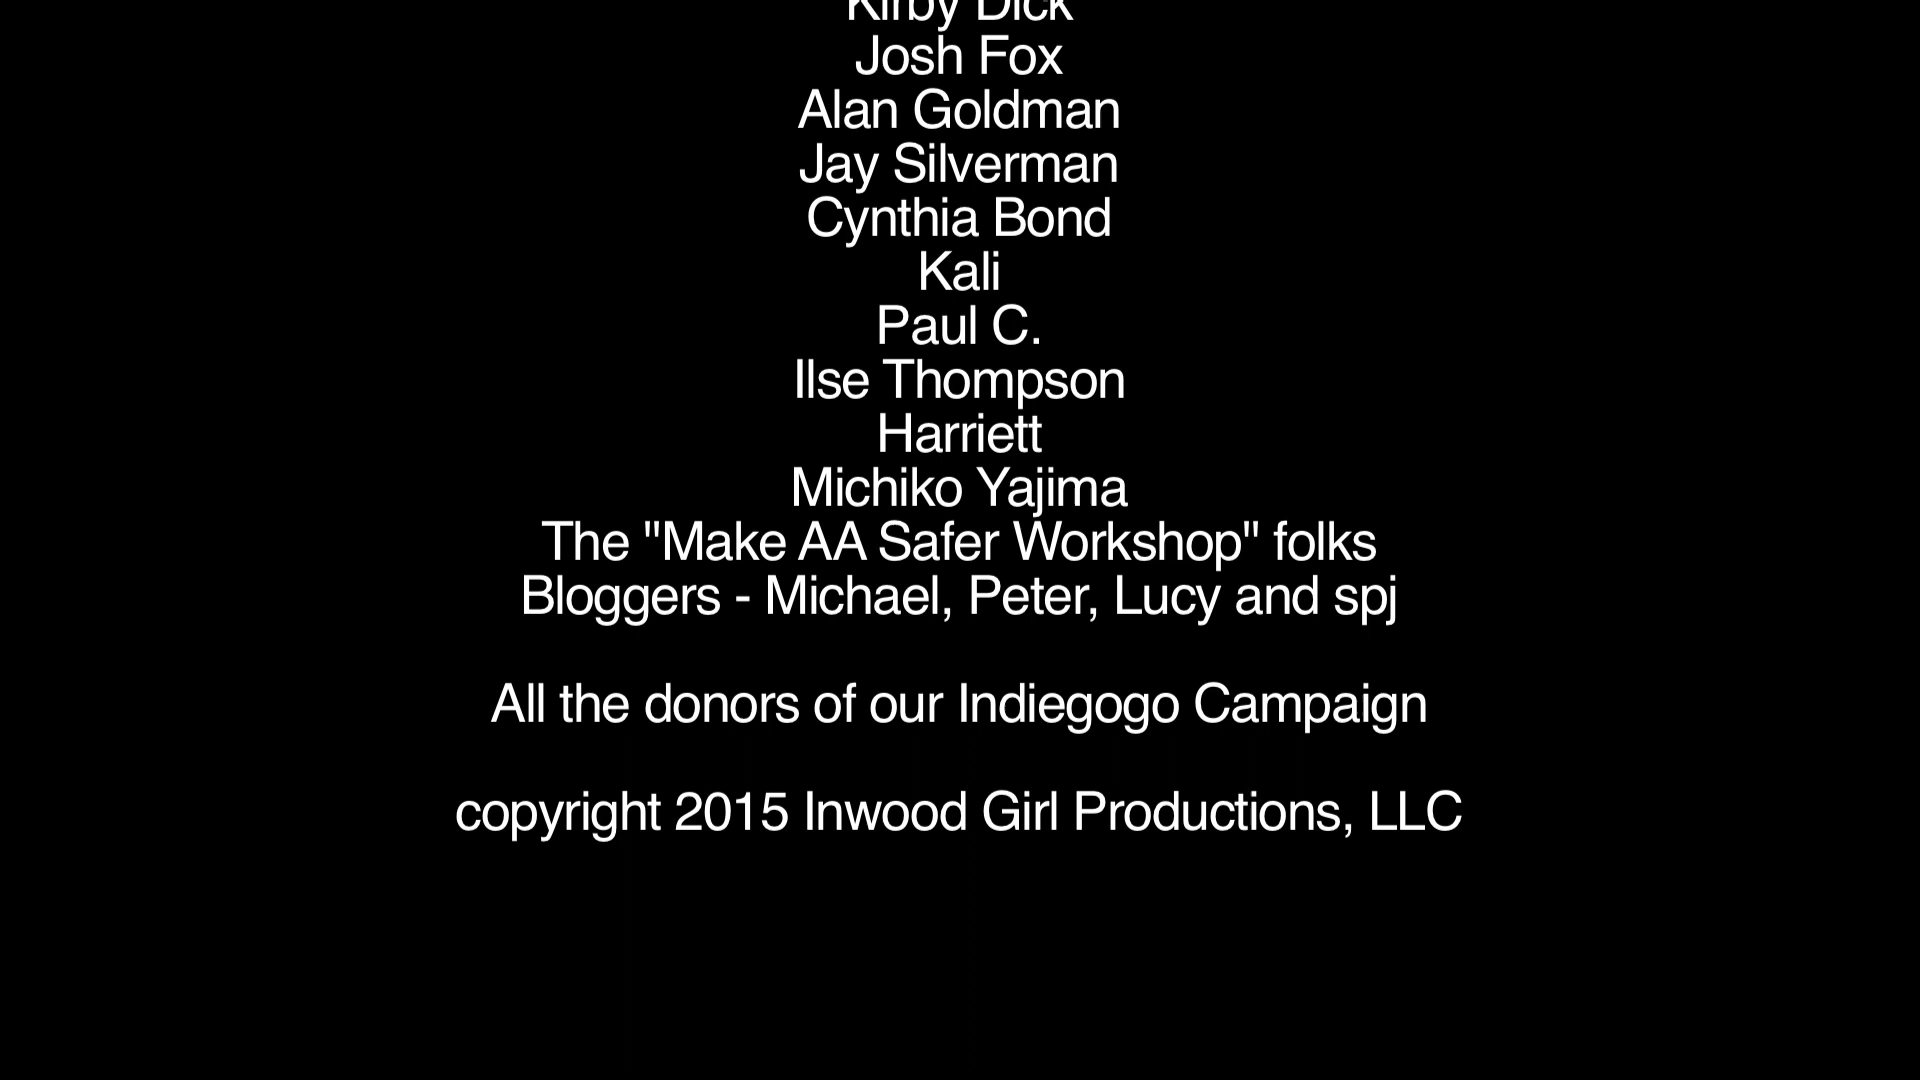 Kirby Dick
Josh Fox
Alan Goldman
Jay Silverman
Cynthia Bond
Kali
Paul C.
Ilse Thompson
Harriett
Michiko Yajima
The "Make AA Safer Workshop" folks
Bloggers - Michael, Peter, Lucy and spj
All the donors of our Indiegogo Campaign
copyright 2015 Inwood Girl Productions, LLC